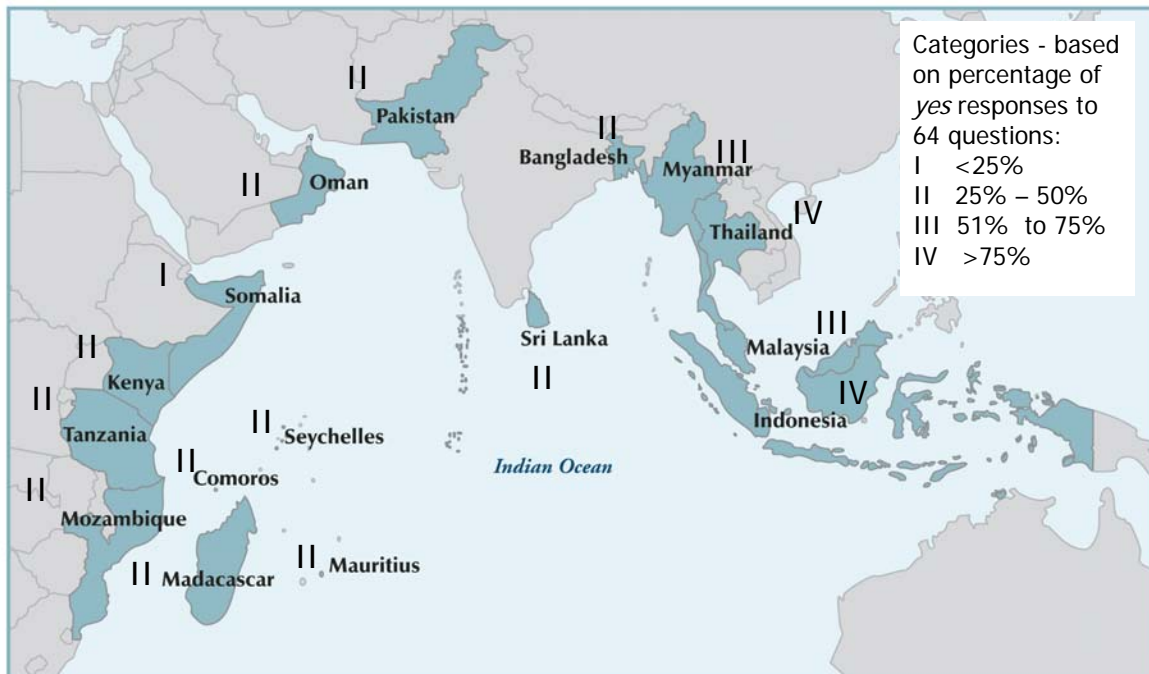 Categories - based
on percentage of
yes responses to
64 questions:
I <25%
II 25% – 50%
III 51% to 75%
IV >75%
II
Pakistan
II
Bangladesh
III
Myanmar
II
Oman
IV
Thailand
I
Somalia
III
Sri Lanka
Malaysia
II
II
Kenya
IV
II
Tanzania
II
Seychelles
Indonesia
II
Comoros
Indian Ocean
II
Mozambique
II
Madacascar
II
Mauritius